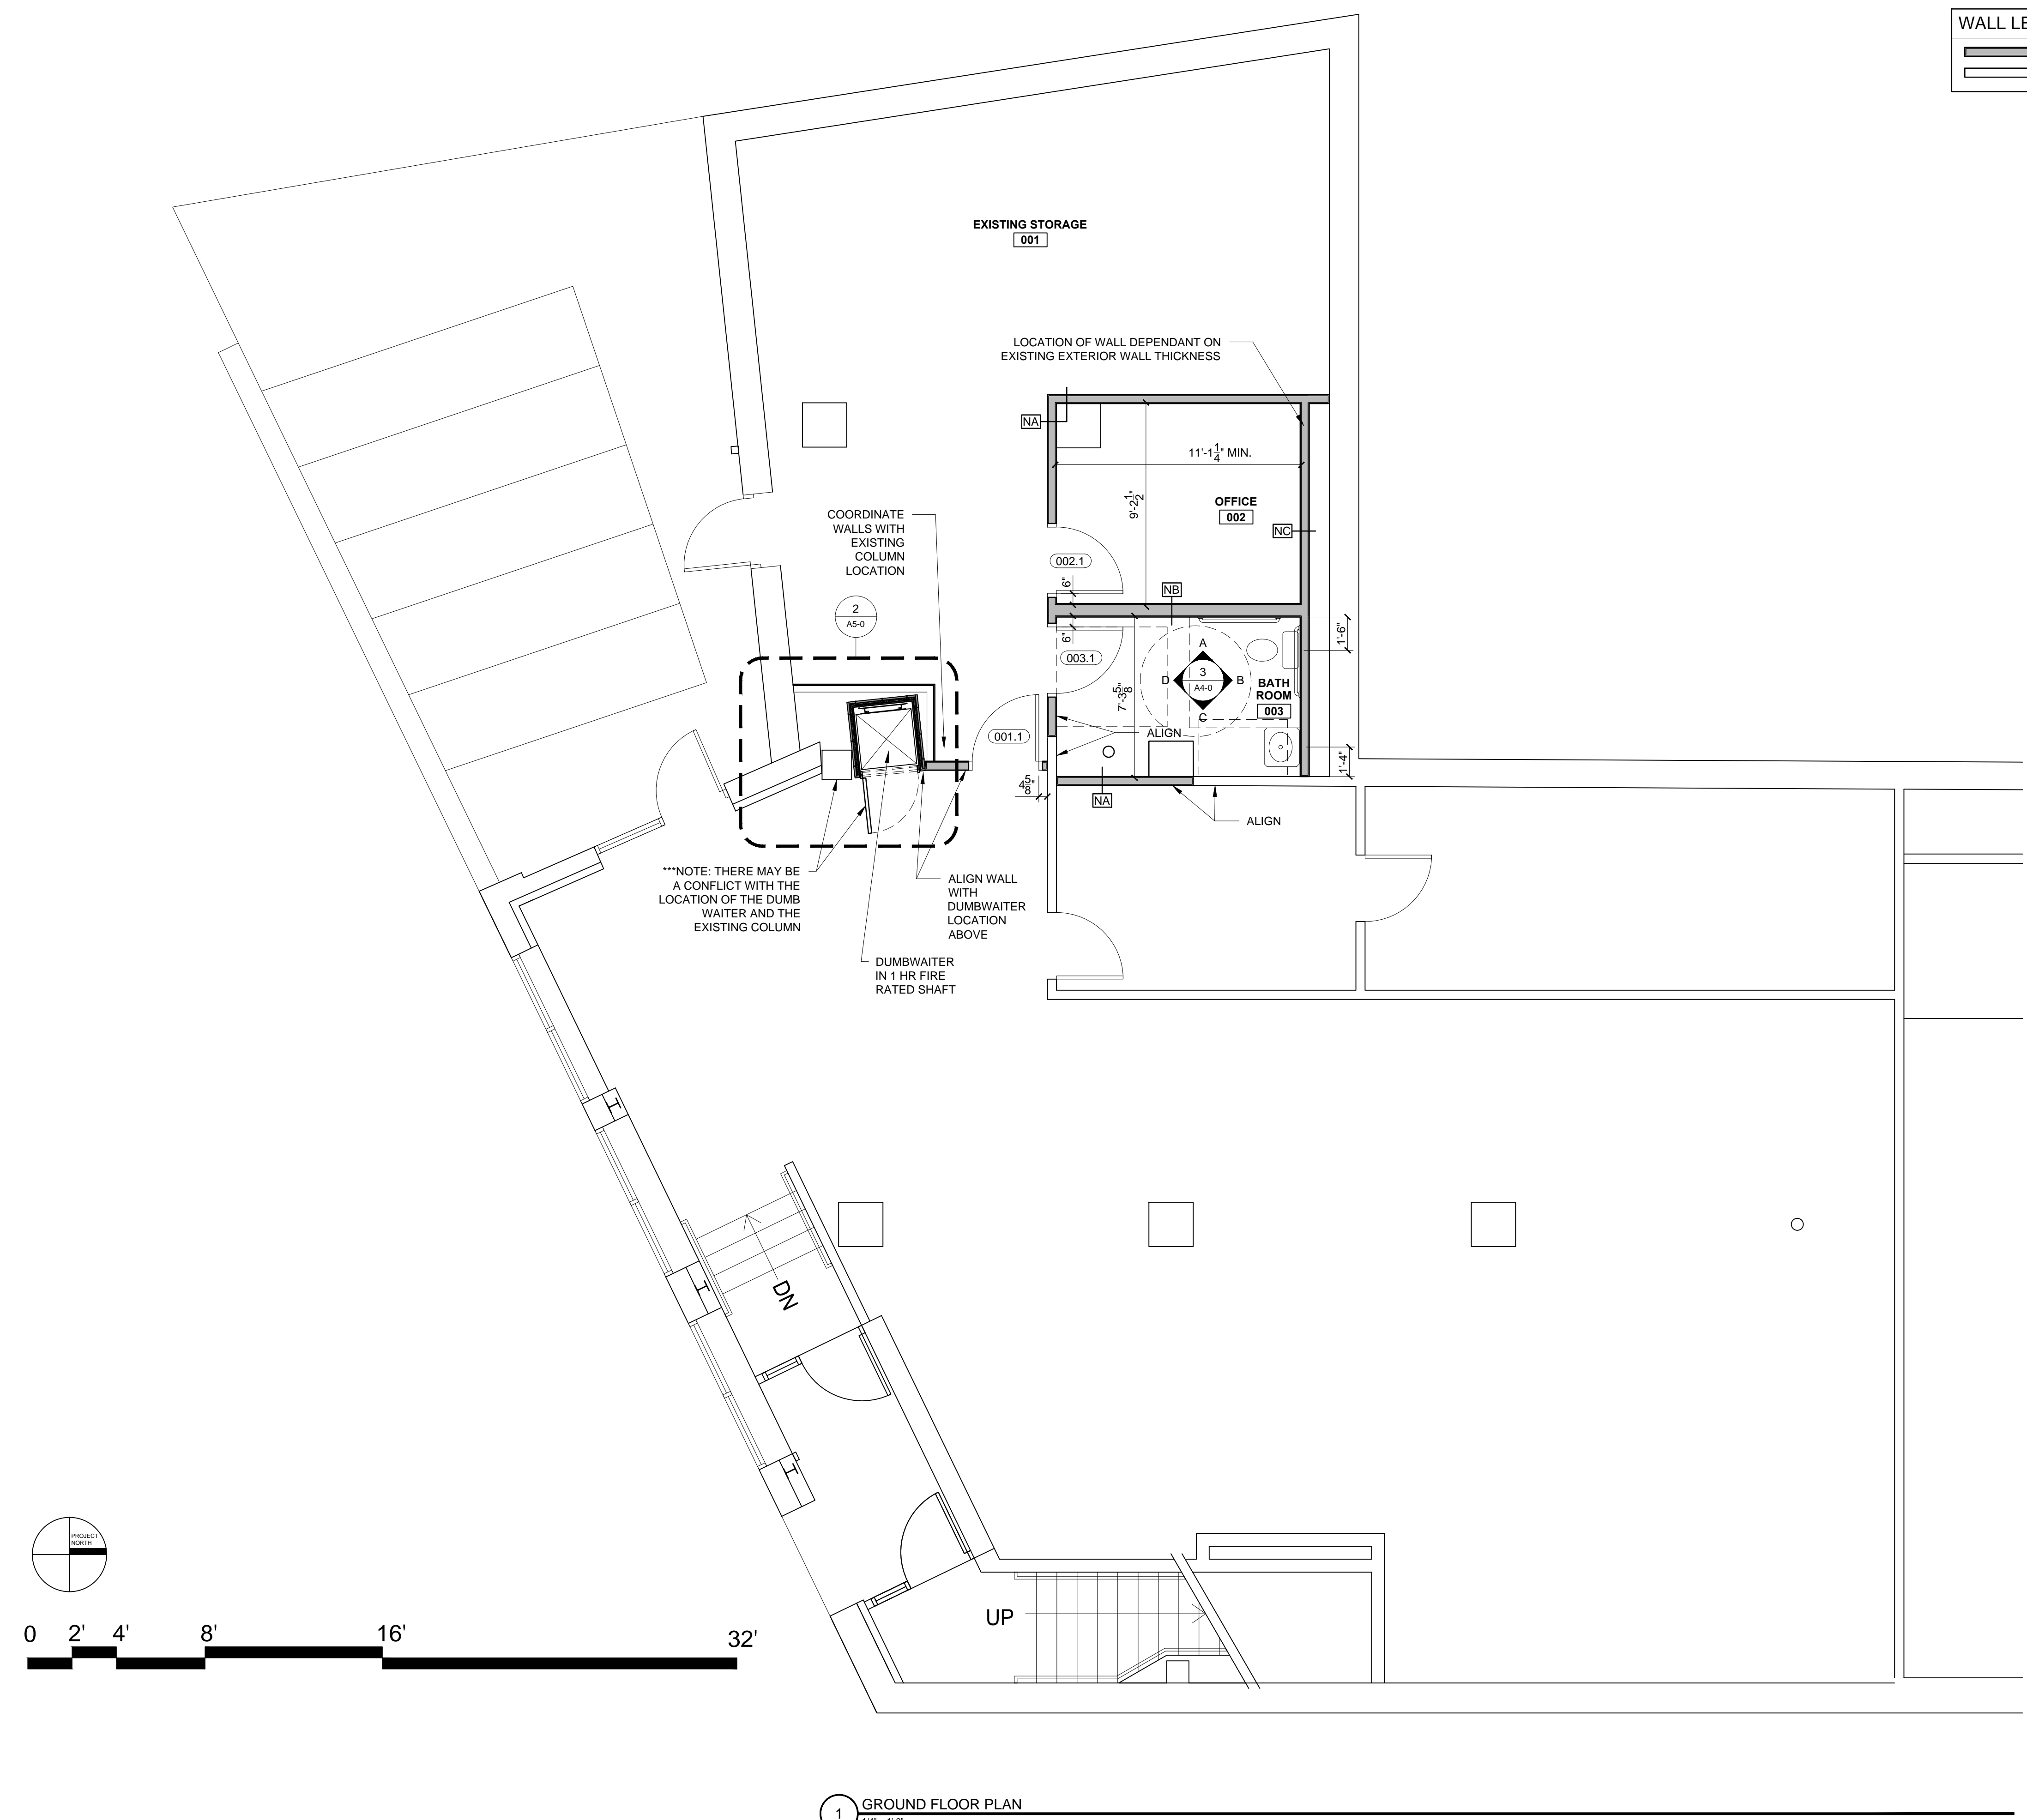 WALL LE
EXISTING STORAGE
001
LOCATION OF WALL DEPENDANT ON
EXISTING EXTERIOR WALL THICKNESS
NA
11'-1 1/4" MIN.
9'-2 1/2"
OFFICE
002
NC
COORDINATE
WALLS WITH
EXISTING
COLUMN
LOCATION
002.1
6"
NB
2
A5-0
6"
003.1
1'-6"
A
3
A4-0
D
B
C
BATH
ROOM
003
7'-3 5/8"
001.1
ALIGN
1'-4"
4 5/8"
NA
ALIGN
***NOTE: THERE MAY BE
A CONFLICT WITH THE
LOCATION OF THE DUMB
WAITER AND THE
EXISTING COLUMN
ALIGN WALL
WITH
DUMBWAITER
LOCATION
ABOVE
DUMBWAITER
IN 1 HR FIRE
RATED SHAFT
DN
PROJECT
NORTH
UP
0 2' 4' 8' 16' 32'
1
GROUND FLOOR PLAN